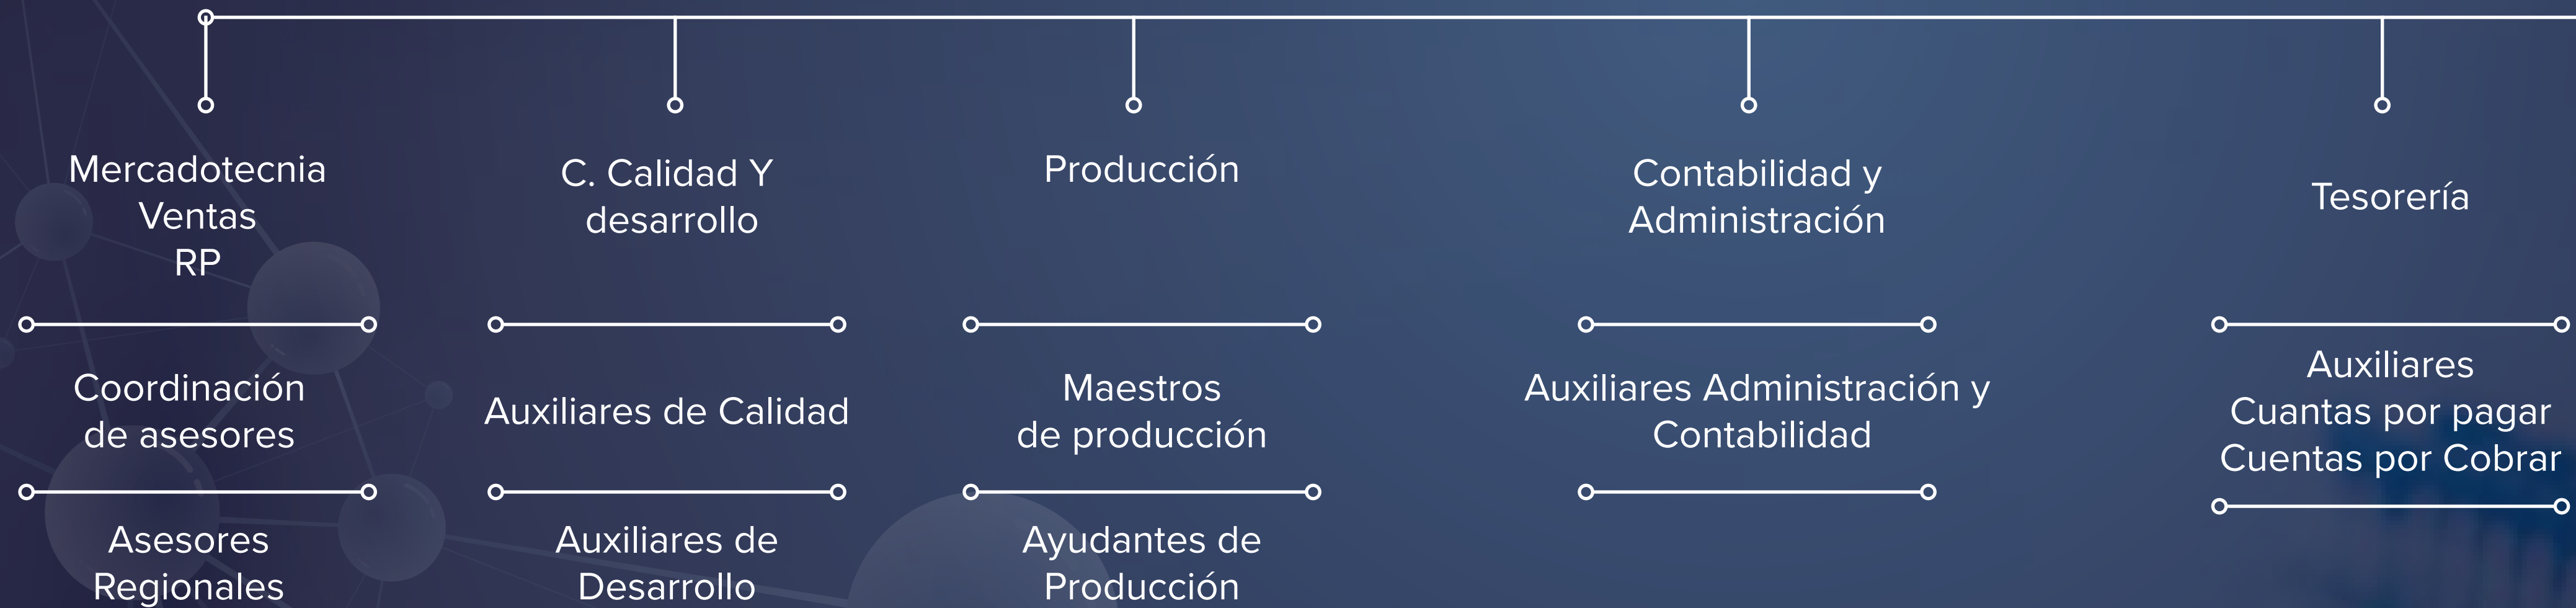 Mercadotecnia
Ventas
RP
Coordinación
de asesores
Asesores
Regionales
C. Calidad Y
desarrollo
Auxiliares de Calidad
Auxiliares de
Desarrollo
Producción
Maestros
de producción
Ayudantes de
Producción
Contabilidad y
Administración
Auxiliares Administración y
Contabilidad
Tesorería
Auxiliares
Cuantas por pagar
Cuentas por Cobrar